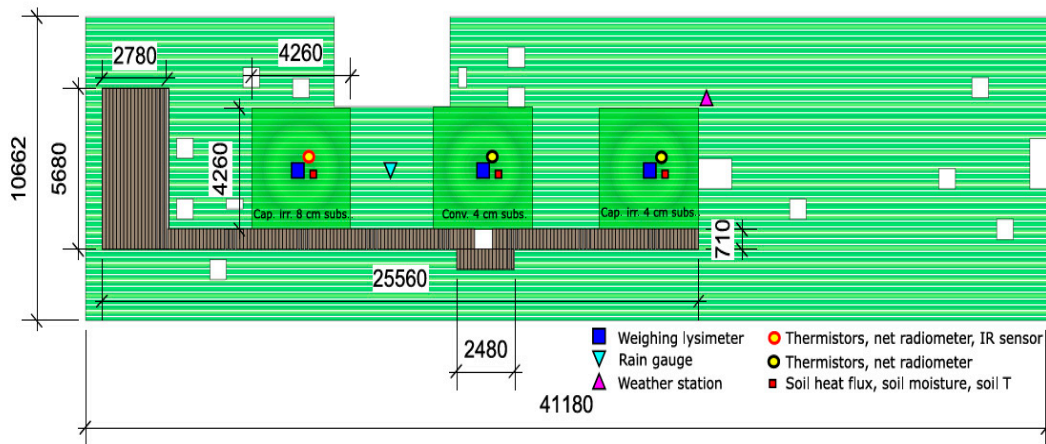 2780
4260
10662
5680
4260
Cap. irr. 8 cm subs.
Conv. 4 cm subs..
Cap. irr. 4 cm subs..
710
25560
2480
41180
Weighing lysimeter
Rain gauge
Weather station
Thermistors, net radiometer, IR sensor
Thermistors, net radiometer
Soil heat flux, soil moisture, soil T